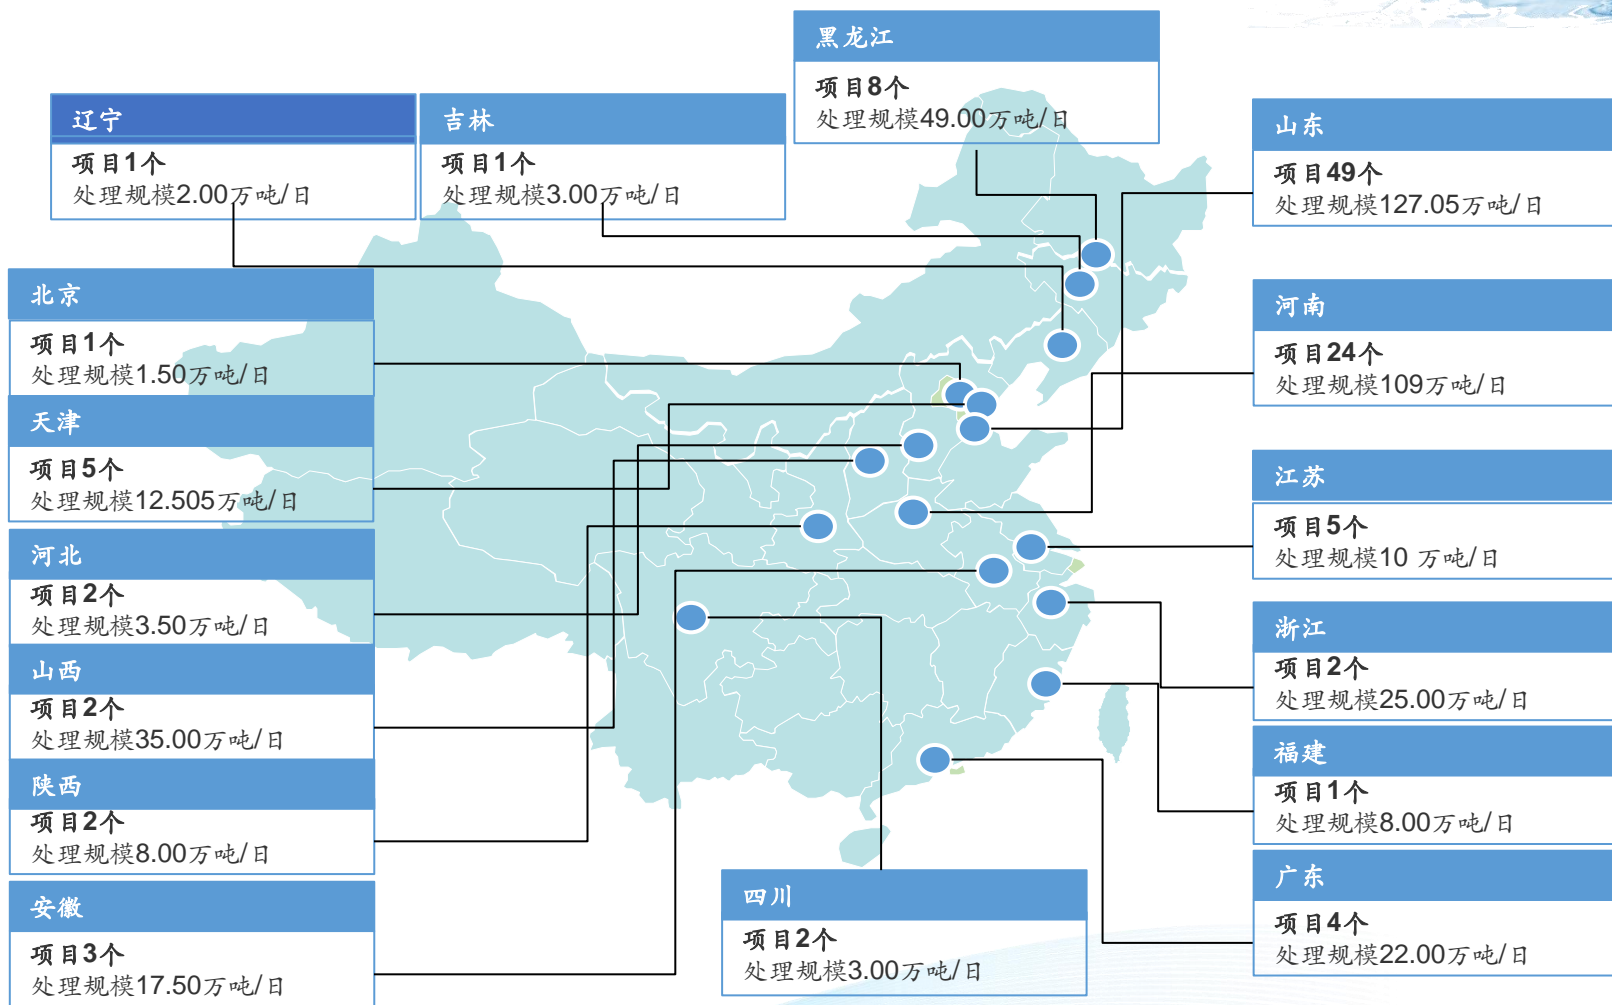 黑龙江
项目8个
处理规模49.00万吨/日
辽宁
项目1个
处理规模2.00万吨/日
吉林
项目1个
处理规模3.00万吨/日
山东
项目49个
处理规模127.05万吨/日
北京
项目1个
处理规模1.50万吨/日
河南
项目24个
处理规模109万吨/日
天津
项目5个
处理规模12.505万吨/日
江苏
项目5个
处理规模10 万吨/日
河北
项目2个
处理规模3.50万吨/日
浙江
项目2个
处理规模25.00万吨/日
山西
项目2个
处理规模35.00万吨/日
福建
项目1个
处理规模8.00万吨/日
陕西
项目2个
处理规模8.00万吨/日
广东
项目4个
处理规模22.00万吨/日
安徽
项目3个
处理规模17.50万吨/日
四川
项目2个
处理规模3.00万吨/日